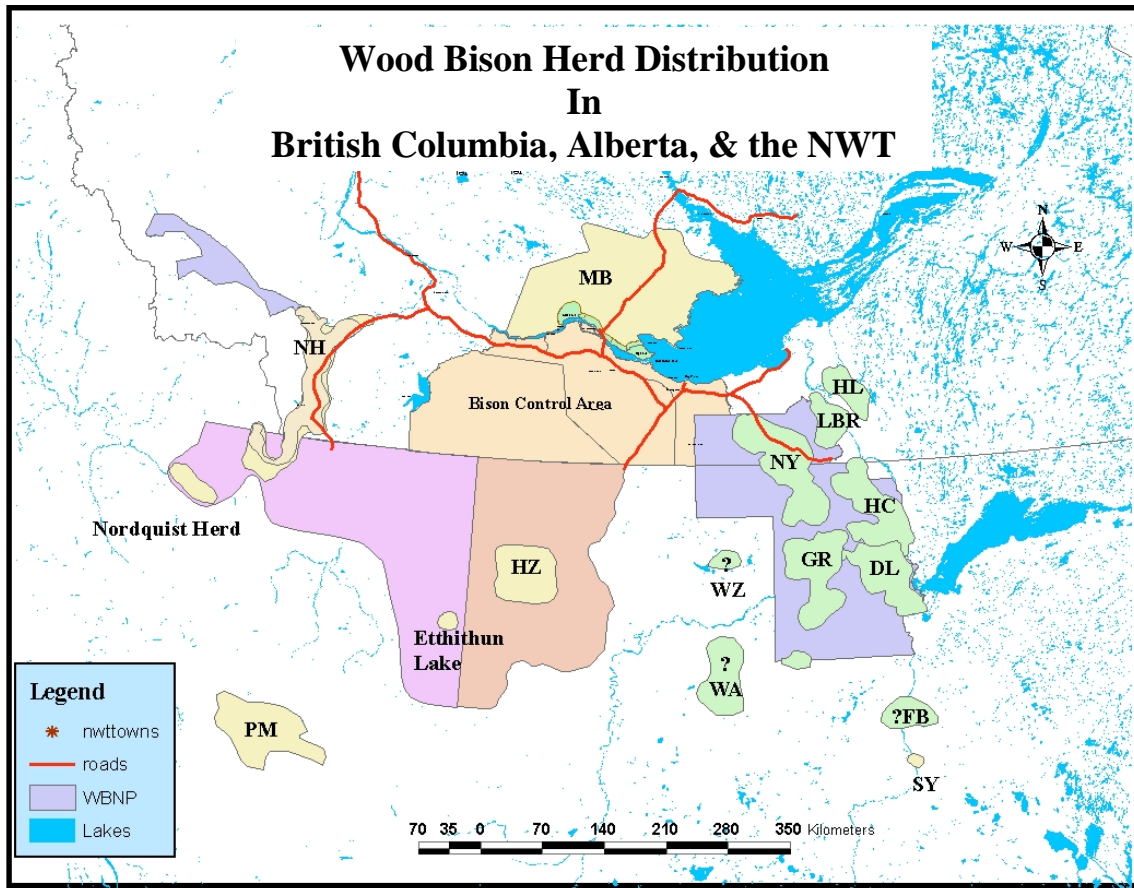 Wood Bison Herd Distribution
In
British Columbia, Alberta, & the NWT
N
W E
S
MB
NH
HL
Bison Control Area
LBR
NY
HC
Nordquist Herd
HZ
?
WZ
GR
DL
Etthithun
Lake
?
WA
Legend
nwttowns
roads
WBNP
Lakes
PM
?FB
SY
70 35 0 70 140 210 280 350 Kilometers